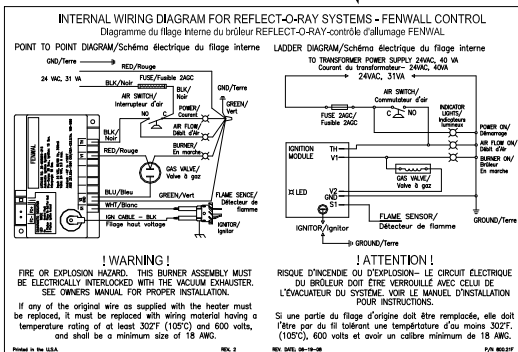 INTERNAL WIRING DIAGRAM FOR REFLECT-O-RAY SYSTEMS - FENWALL CONTROL
Diagramme du filage Interne du brûleur REFLECT-O-RAY-contrôle d'allumage FENWAL
POINT TO POINT DIAGRAM/Schéma électrique du filage interne
GND/Terre
RED/Rouge
24 VAC, 31 VA
BLK/Noir
FUSE/Fusible 2AGC
BLK/
Noir
GND/Terre
AIR SWITCH/
Interrupteur d'air
NO
C
POWER/
Courant
GREEN/
Vert
AIR FLOW/
Débit d'Air
BLK/
Noir
RED/Rouge
BURNER/
En marche
FENWAL
GAS VALVE/
Valve à gaz
BLU/Bleu
GREEN/Vert
WHT/Blanc
IGN CABLE - BLK
Filage haut voltage
FLAME SENCE/
Détecteur de
flamme
IGNITOR/
Ignitor
LADDER DIAGRAM/Schéma électrique du filage interne
TO TRANSFORMER POWER SUPPLY 24VAC, 40 VA
Courant du transformateur- 24VAC, 40VA
24VAC, 31VA
FUSE 2AGC/
Fusible 2AGC
AIR SWITCH/
Commutateur d'air
C
NO
INDICATOR
LIGHTS/
Indicateurs
lumineux
POWER ON/
Démarrage
AIR FLOW ON/
Débit d'Air
BURNER ON/
Brûleur
En marche
IGNITION
MODULE
TH
V1
GAS VALVE/
Valve à gaz
LED
V2
GND
S1
FLAME SENSOR/
Détecteur de flamme
GROUND/Terre
IGNITOR/Ignitor
GROUND/Terre
! WARNING !
FIRE OR EXPLOSION HAZARD. THIS BURNER ASSEMBLY MUST
BE ELECTRICALLY INTERLOCKED WITH THE VACUUM EXHAUSTER.
SEE OWNERS MANUAL FOR PROPER INSTALLATION.
If any of the original wire as supplied with the heater must
be replaced, it must be replaced with wiring material having a
temperature rating of at least 302°F (105°C) and 600 volts,
and shall be a minimum size of 18 AWG.
! ATTENTION !
RISQUE D'INCENDIE OU D'EXPLOSION- LE CIRCUIT ÉLECTRIQUE
DU BRÛLEUR DOIT ÊTRE VERROUILLÉ AVEC CELUI DE
L'ÉVACUATEUR DU SYSTÉME. VOIR LE MANUEL D'INSTALLATION
POUR INSTRUCTIONS.
Si une partie du filage d'origine doit être remplacée, elle doit
l'être par du fil tolérant une température d'au moins 302°F.
(105°C), 600 volts et avoir un calibre minimum de 18 AWG.
Printed in the U.S.A.
REV. 2
REV. DATE: 06-19-08
P/N 800.21F